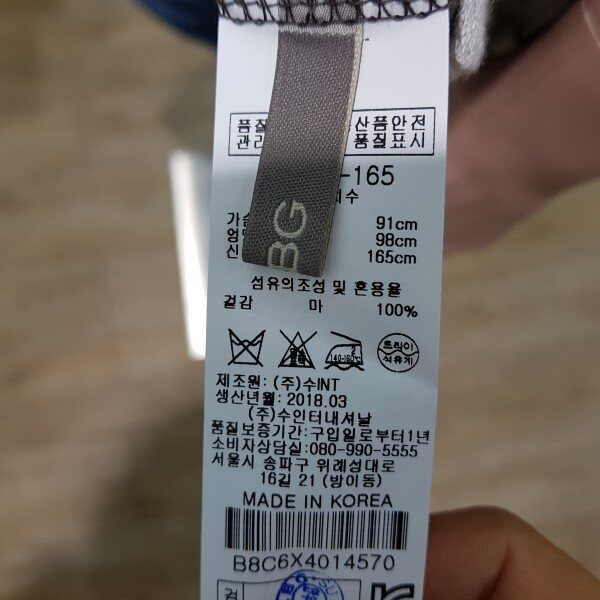 품질 산품안전
관리 품질표시
-165
치수
가슴 91cm
엉 98cm
신 165cm
BG
섬유의조성 및 혼용율
겉감 마 100%
140-160℃
드라이
석유계
제조원: (주)수INT
생산년월: 2018.03
(주)수인터내셔날
품질보증기간:구입일로부터1년
소비자상담실:080-990-5555
서울시 송파구 위례성대로
16길 21 (방이동)
MADE IN KOREA
B8C6X4014570
검